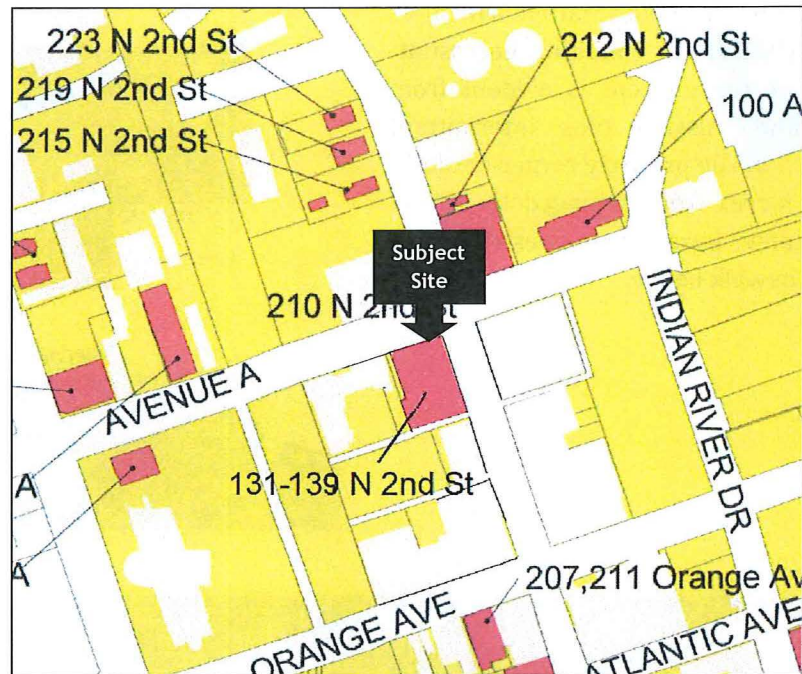 223 N 2nd St
212 N 2nd St
219 N 2nd St
100 A
215 N 2nd St
Subject
Site
210 N 2nd St
INDIAN RIVER DR
AVENUE A
131-139 N 2nd St
A
A
207,211 Orange Av
ORANGE AVE
ATLANTIC AVE